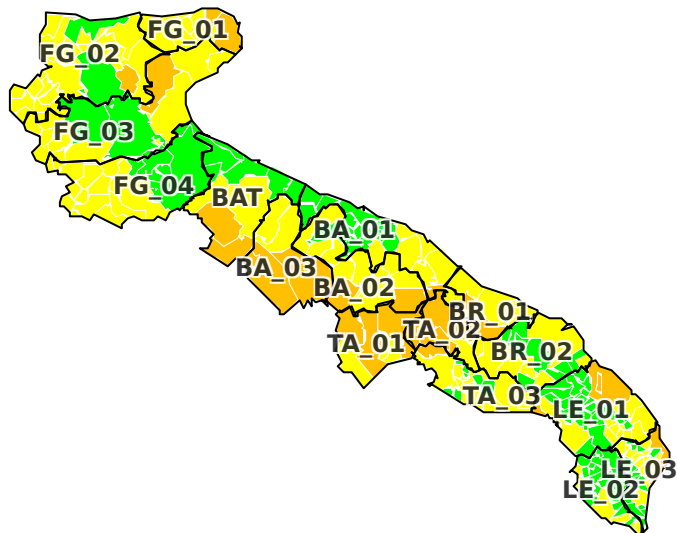 FG_01
FG_02
FG_03
FG_04
BAT
BA_01
BA_03
BA_02
BR_01
TA_02
TA_01
BR_02
TA_03
LE_01
LE_03
LE_02